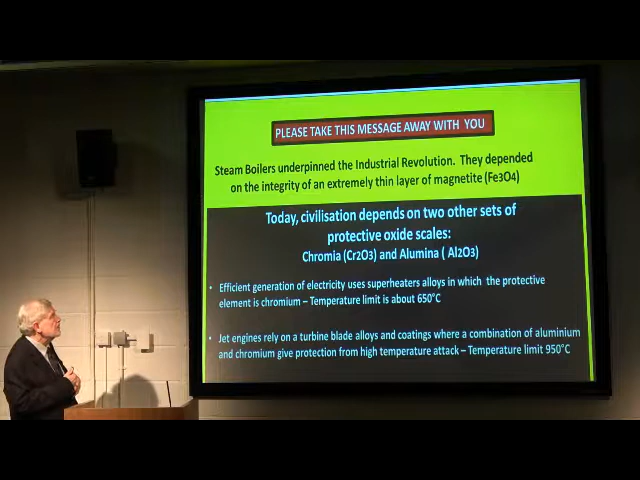 PLEASE TAKE THIS MESSAGE AWAY WITH YOU
Steam Boilers underpinned the Industrial Revolution. They depended
on the integrity of an extremely thin layer of magnetite (Fe3O4)
Today, civilisation depends on two other sets of
protective oxide scales:
Chromia (Cr2O3) and Alumina ( Al2O3)
• Efficient generation of electricity uses superheaters alloys in which the protective
element is chromium – Temperature limit is about 650°C
• Jet engines rely on a turbine blade alloys and coatings where a combination of aluminium
and chromium give protection from high temperature attack – Temperature limit 950°C